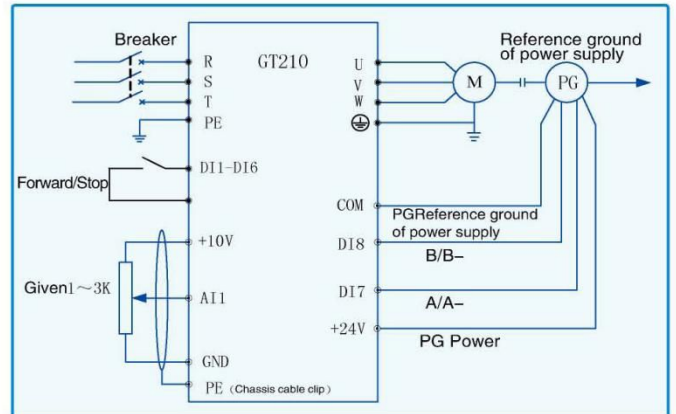 Breaker
Reference ground
of power supply
R
GT210
U
S
V
M
PG
T
W
PE
DI1-DI6
Forward/Stop
COM
PGReference ground
of power supply
+10V
DI8
B/B-
Given1～3K
AI1
DI7
A/A-
+24V
PG Power
GND
PE (Chassis cable clip)